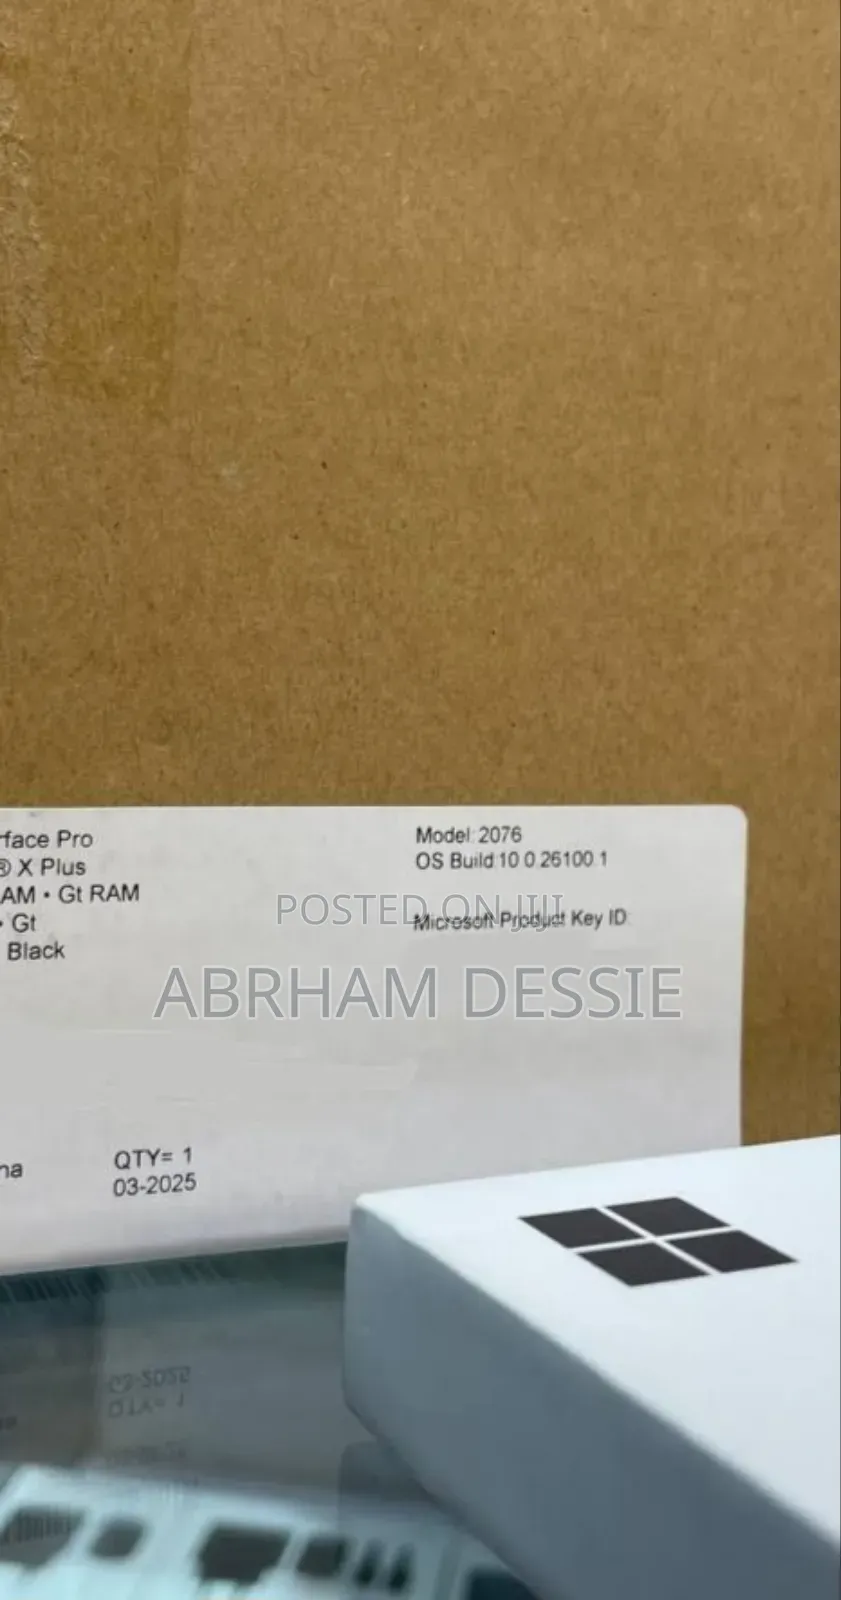 rface Pro
® X Plus
AM • Gt RAM
• Gt
Black
Model: 2076
OS Build 10 0 26100 1
Microsoft Product Key ID
POSTED ON JIJI
ABRHAM DESSIE
na
QTY= 1
03-2025